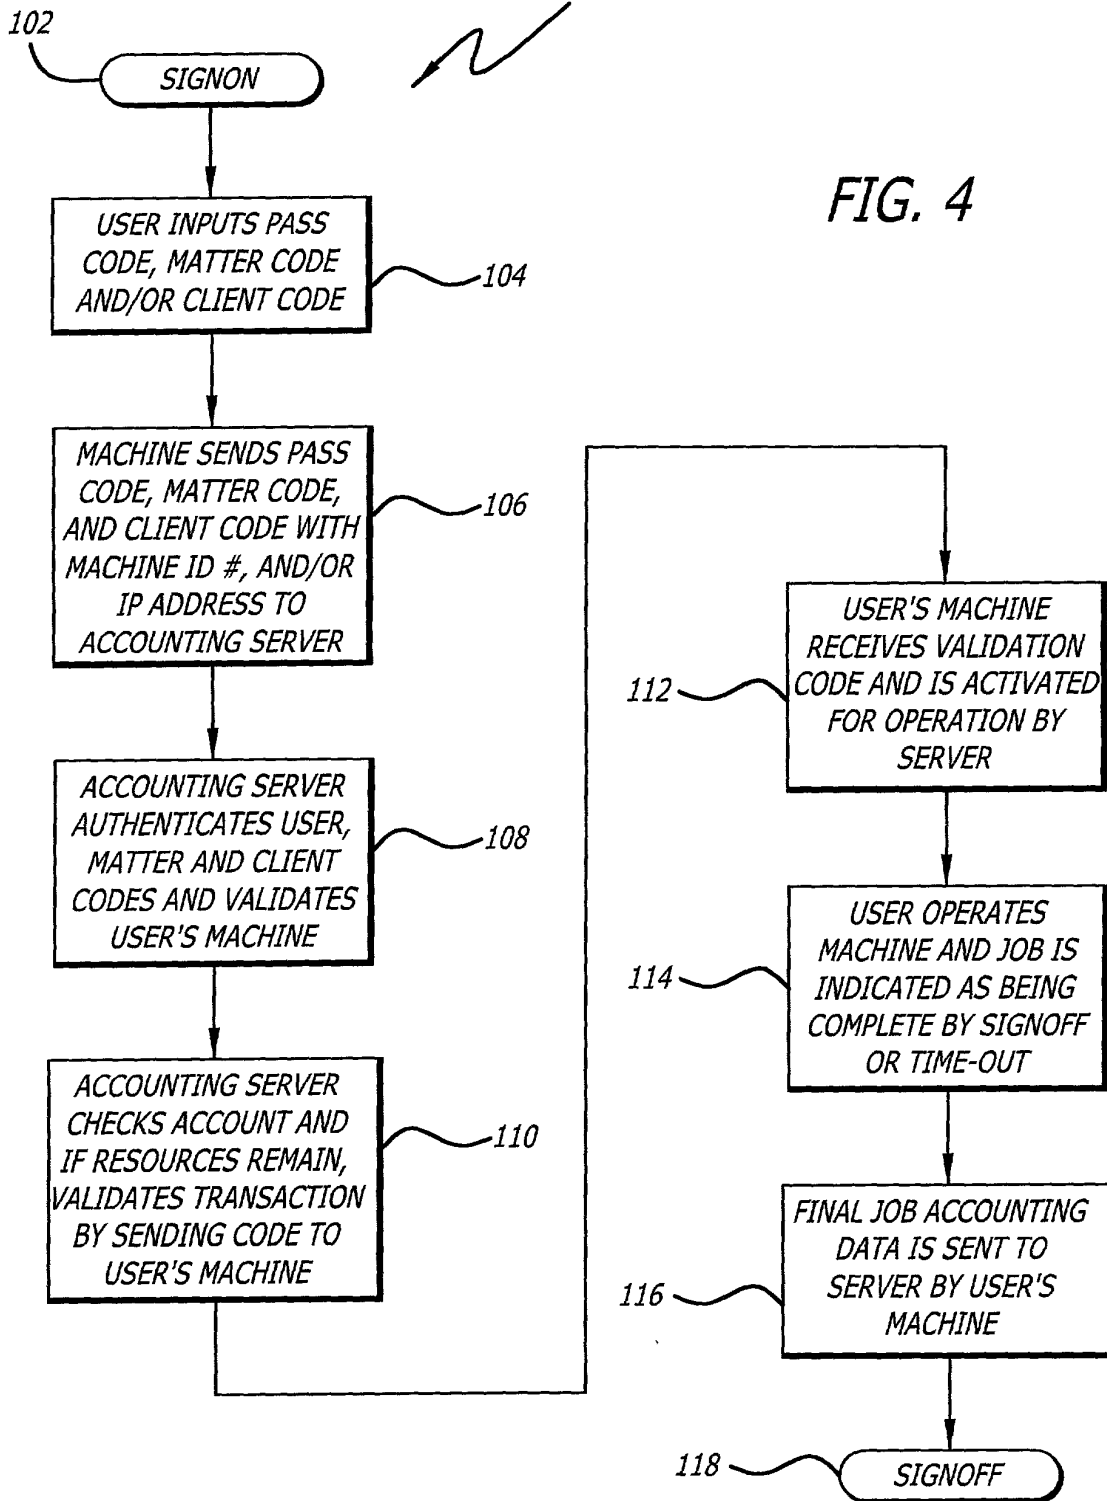 102
SIGNON
FIG. 4
USER INPUTS PASS
CODE, MATTER CODE
AND/OR CLIENT CODE
104
MACHINE SENDS PASS
CODE, MATTER CODE,
AND CLIENT CODE WITH
MACHINE ID #, AND/OR
IP ADDRESS TO
ACCOUNTING SERVER
106
ACCOUNTING SERVER
AUTHENTICATES USER,
MATTER AND CLIENT
CODES AND VALIDATES
USER'S MACHINE
108
ACCOUNTING SERVER
CHECKS ACCOUNT AND
IF RESOURCES REMAIN,
VALIDATES TRANSACTION
BY SENDING CODE TO
USER'S MACHINE
110
USER'S MACHINE
RECEIVES VALIDATION
CODE AND IS ACTIVATED
FOR OPERATION BY
SERVER
112
USER OPERATES
MACHINE AND JOB IS
INDICATED AS BEING
COMPLETE BY SIGNOFF
OR TIME-OUT
114
FINAL JOB ACCOUNTING
DATA IS SENT TO
SERVER BY USER'S
MACHINE
116
118
SIGNOFF